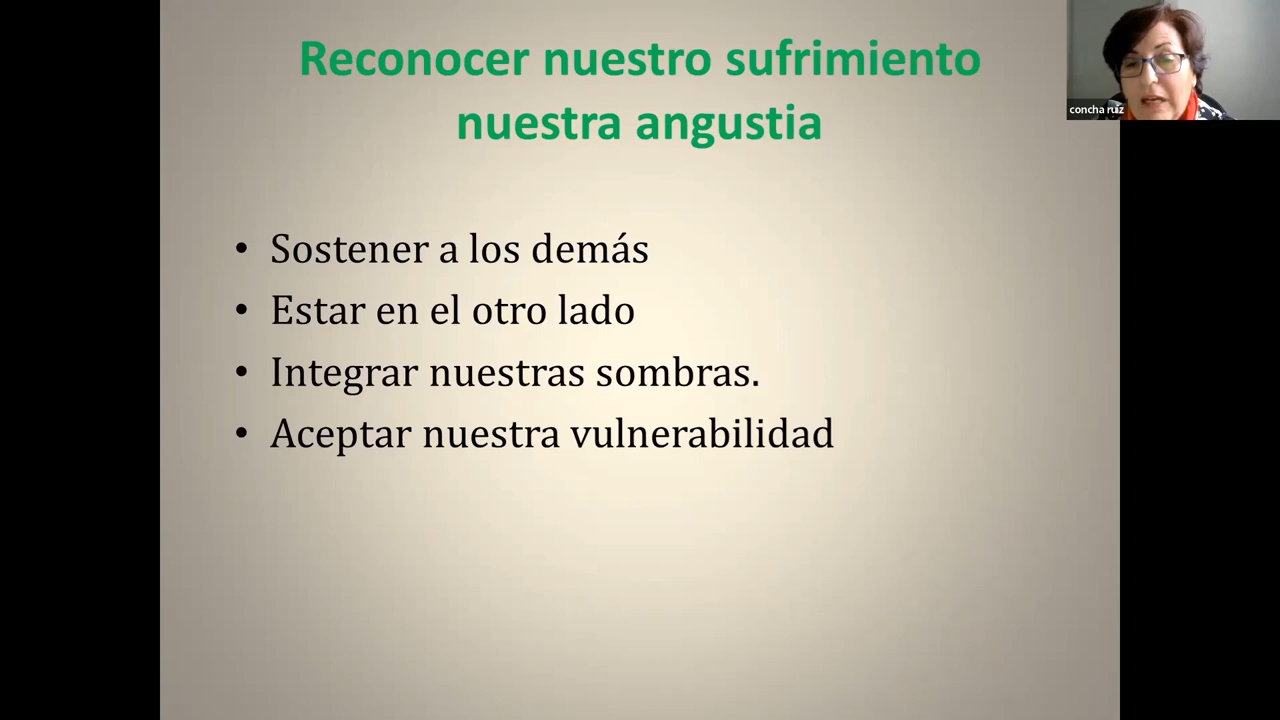 Reconocer nuestro sufrimiento
nuestra angustia
concha ruiz
• Sostener a los demás
• Estar en el otro lado
• Integrar nuestras sombras.
• Aceptar nuestra vulnerabilidad